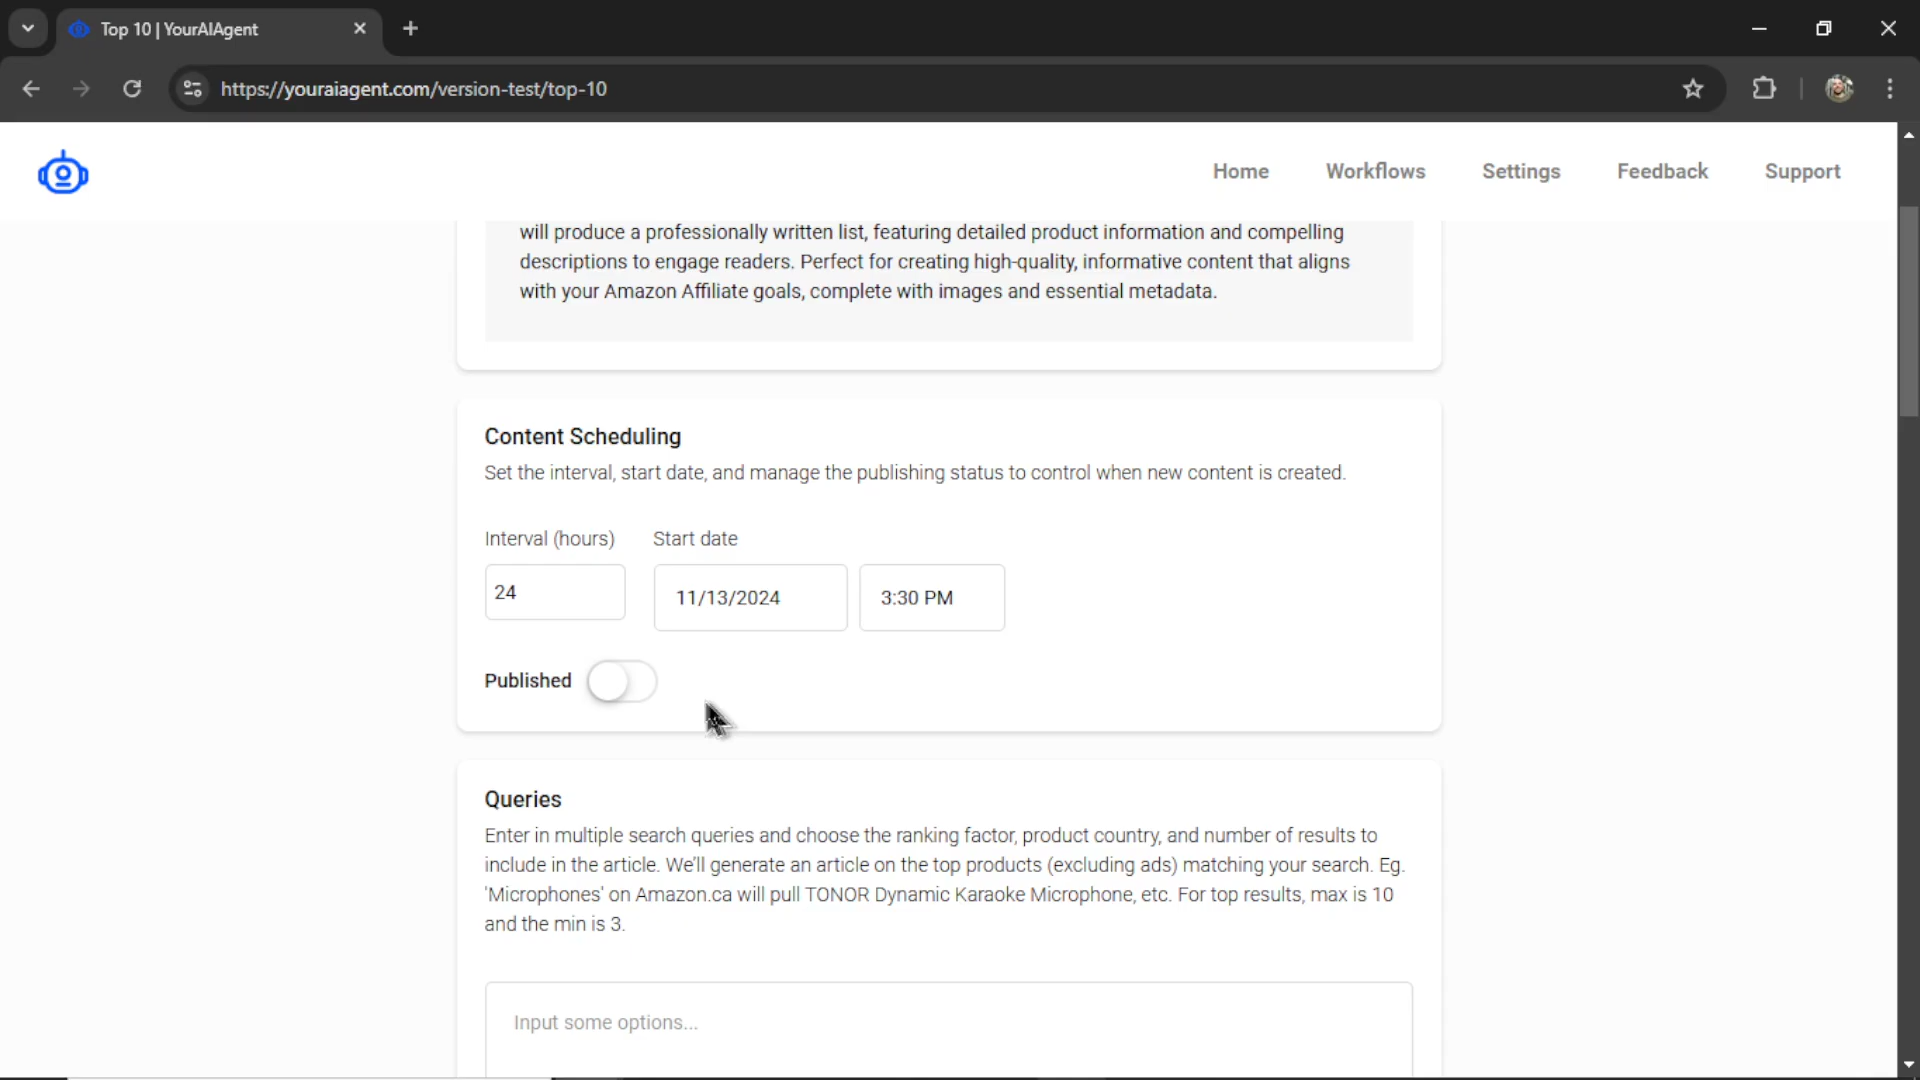 Top 10 | YourAIAgent
https://youraiagent.com/version-test/top-10
Home Workflows Settings Feedback Support
will produce a professionally written list, featuring detailed product information and compelling
descriptions to engage readers. Perfect for creating high-quality, informative content that aligns
with your Amazon Affiliate goals, complete with images and essential metadata.
Content Scheduling
Set the interval, start date, and manage the publishing status to control when new content is created.
Interval (hours) Start date
24 11/13/2024 3:30 PM
Published
Queries
Enter in multiple search queries and choose the ranking factor, product country, and number of results to
include in the article. We'll generate an article on the top products (excluding ads) matching your search. Eg.
'Microphones' on Amazon.ca will pull TONOR Dynamic Karaoke Microphone, etc. For top results, max is 10
and the min is 3.
Input some options...